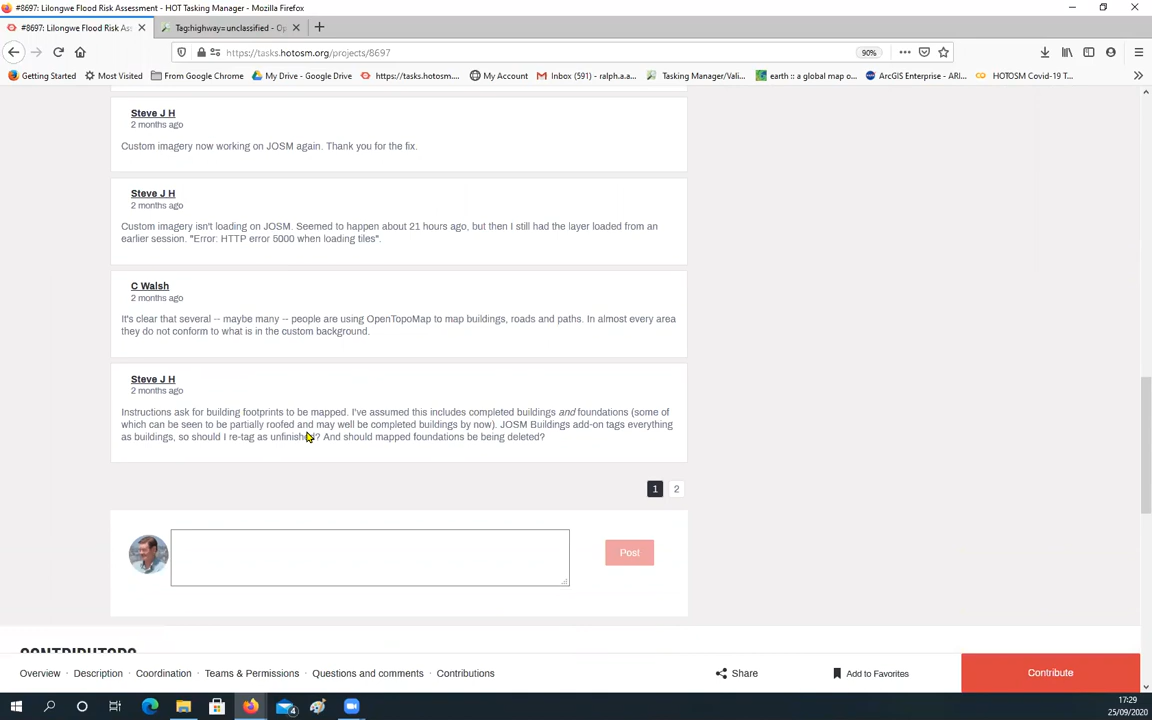 #8697: Lilongwe Flood Risk Assessment - HOT Tasking Manager - Mozilla Firefox
#8697: Lilongwe Flood Risk Ass
Tag:highway=unclassified - Op
https://tasks.hotosm.org/projects/8697
90%
Getting Started
Most Visited
From Google Chrome
My Drive - Google Drive
https://tasks.hotosm....
My Account
Inbox (591) - ralph.a.a...
Tasking Manager/Vali...
earth :: a global map o...
ArcGIS Enterprise - ARI...
HOTOSM Covid-19 T...
Steve J H
2 months ago
Custom imagery now working on JOSM again. Thank you for the fix.
Steve J H
2 months ago
Custom imagery isn't loading on JOSM. Seemed to happen about 21 hours ago, but then I still had the layer loaded from an
earlier session. "Error: HTTP error 5000 when loading tiles".
C Walsh
2 months ago
It's clear that several -- maybe many -- people are using OpenTopoMap to map buildings, roads and paths. In almost every area
they do not conform to what is in the custom background.
Steve J H
2 months ago
Instructions ask for building footprints to be mapped. I've assumed this includes completed buildings and foundations (some of
which can be seen to be partially roofed and may well be completed buildings by now). JOSM Buildings add-on tags everything
as buildings, so should I re-tag as unfinished? And should mapped foundations be being deleted?
1 2
Post
Overview · Description · Coordination · Teams & Permissions · Questions and comments · Contributions
Share
Add to Favorites
Contribute
4
17:29
25/09/2020